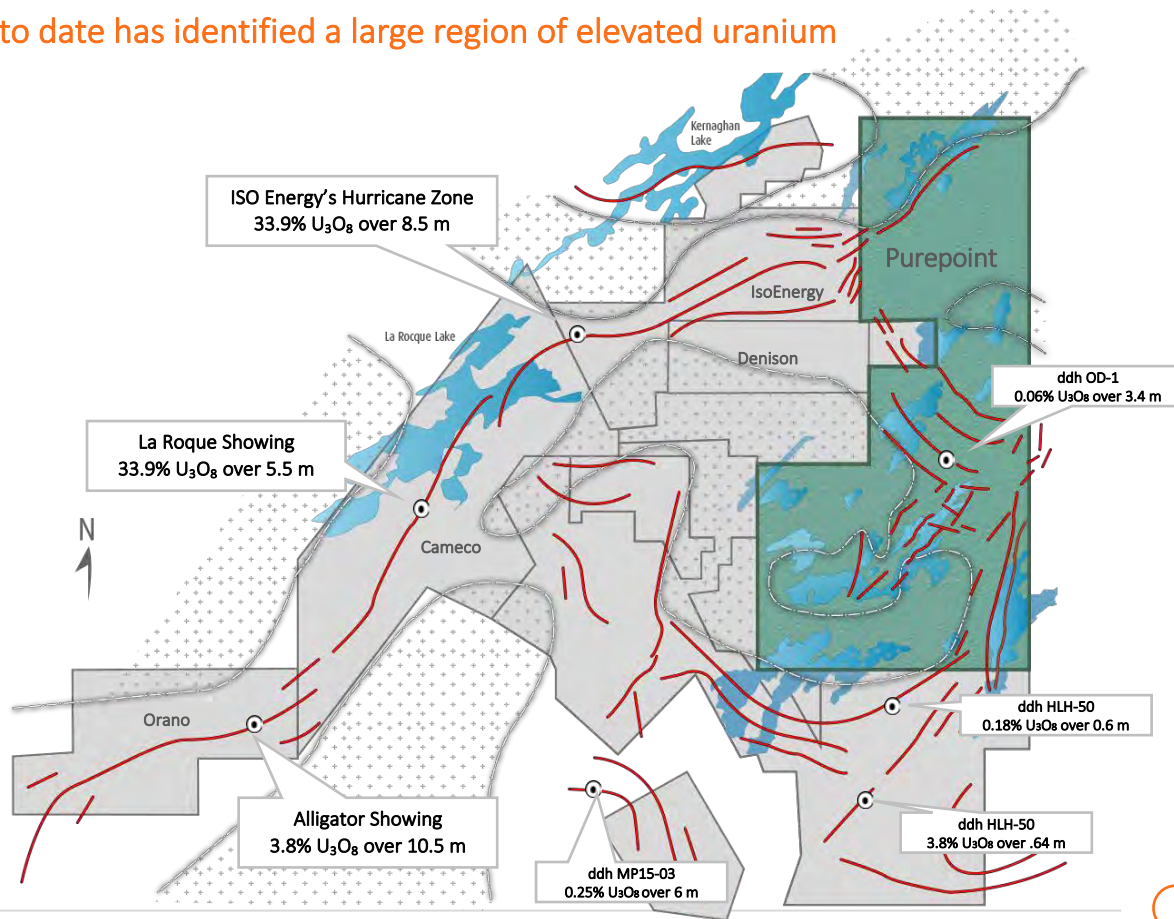 to date has identified a large region of elevated uranium
Kernaghan
Lake
ISO Energy's Hurricane Zone
33.9% U₃O₈ over 8.5 m
Purepoint
IsoEnergy
La Rocque Lake
Denison
ddh OD-1
0.06% U₃O₈ over 3.4 m
La Roque Showing
33.9% U₃O₈ over 5.5 m
N
Cameco
Orano
ddh HLH-50
0.18% U₃O₈ over 0.6 m
Alligator Showing
3.8% U₃O₈ over 10.5 m
ddh HLH-50
3.8% U₃O₈ over .64 m
ddh MP15-03
0.25% U₃O₈ over 6 m